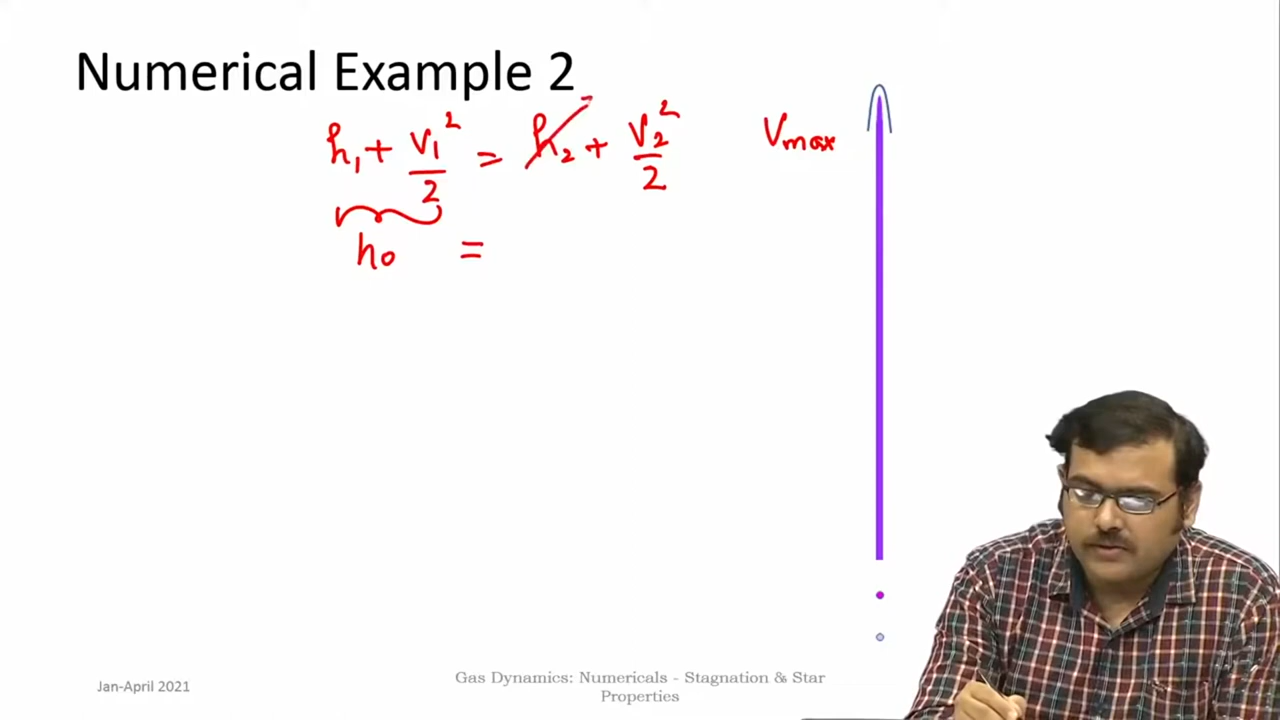 Numerical Example 2
h₁ + V₁²/2 = h₂ + V₂²/2 Vmax
h₀ =
Jan-April 2021
Gas Dynamics: Numericals - Stagnation & Star
Properties